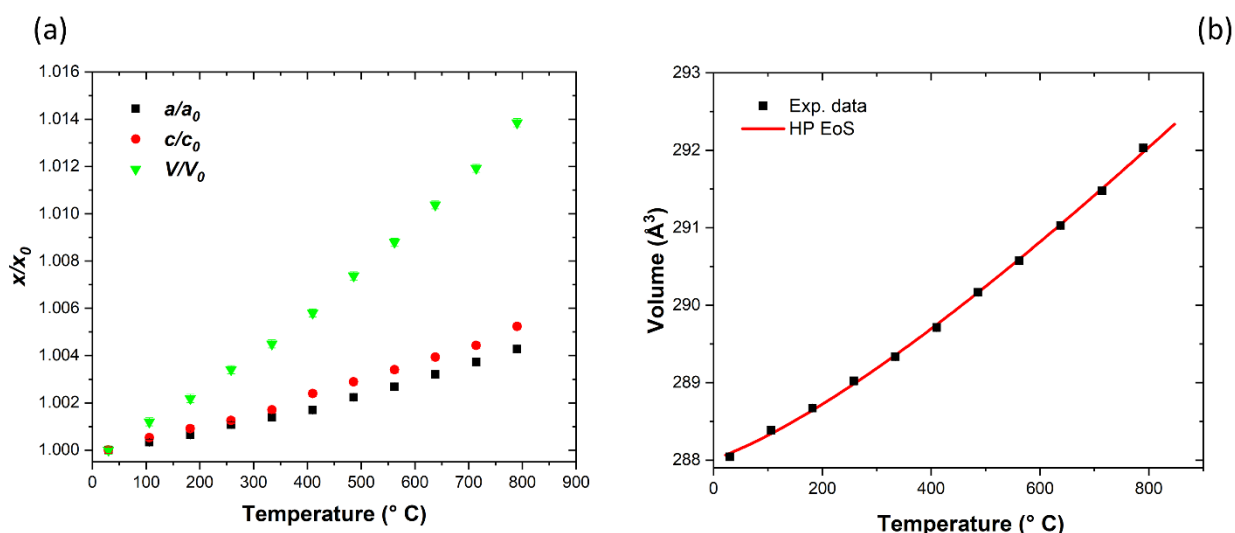 (a)
1.016
1.014
1.012
1.010
1.008
1.006
1.004
1.002
1.000
x/x0
a/a0
c/c0
V/V0
0 100 200 300 400 500 600 700 800 900
Temperature (° C)
(b)
293
292
291
290
289
288
Volume (Å³)
Exp. data
HP EoS
0 200 400 600 800
Temperature (° C)